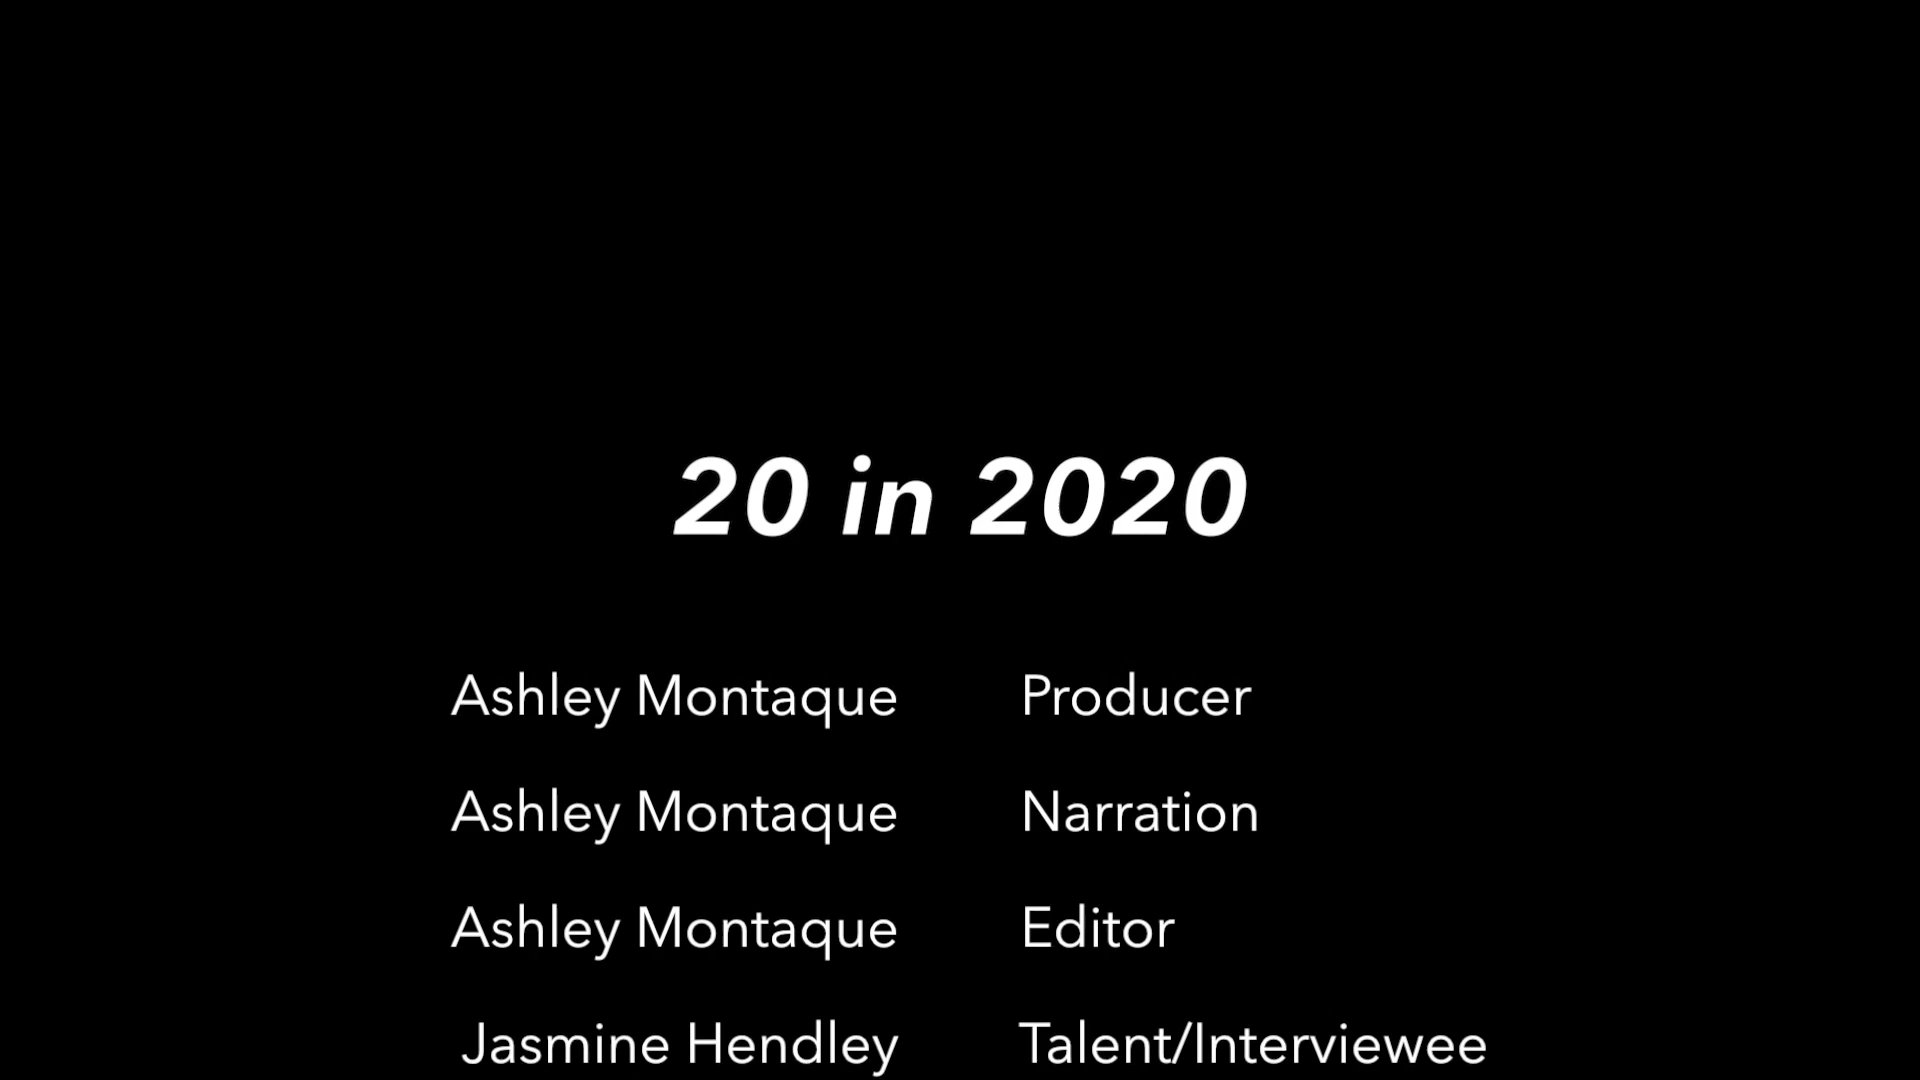 20 in 2020
Ashley Montaque Producer
Ashley Montaque Narration
Ashley Montaque Editor
Jasmine Hendley Talent/Interviewee